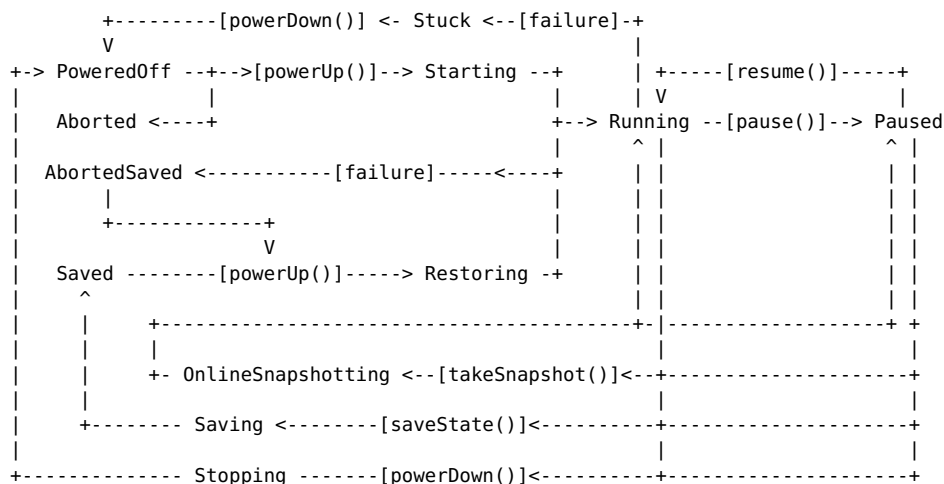 +---------[powerDown()] <- Stuck <--[failure]-+
V |
+-> PoweredOff --+-->[powerUp()]--> Starting --+ | +-----[resume()]-----+
| | | | V |
| Aborted <----+ +--> Running --[pause()]--> Paused
| | ^ | ^ |
| AbortedSaved <-----------[failure]-----<----+ | | | |
| | | | | | |
| +-------------+ | | | | |
| V | | | | |
| Saved --------[powerUp()]-----> Restoring -+ | | | |
| ^ | | | |
| | +-----------------------------------------+-|-------------------+ +
| | | | |
| | +- OnlineSnapshotting <--[takeSnapshot()]<--+---------------------+
| | | |
| +-------- Saving <--------[saveState()]<----------+---------------------+
| | |
+-------------- Stopping -------[powerDown()]<----------+---------------------+